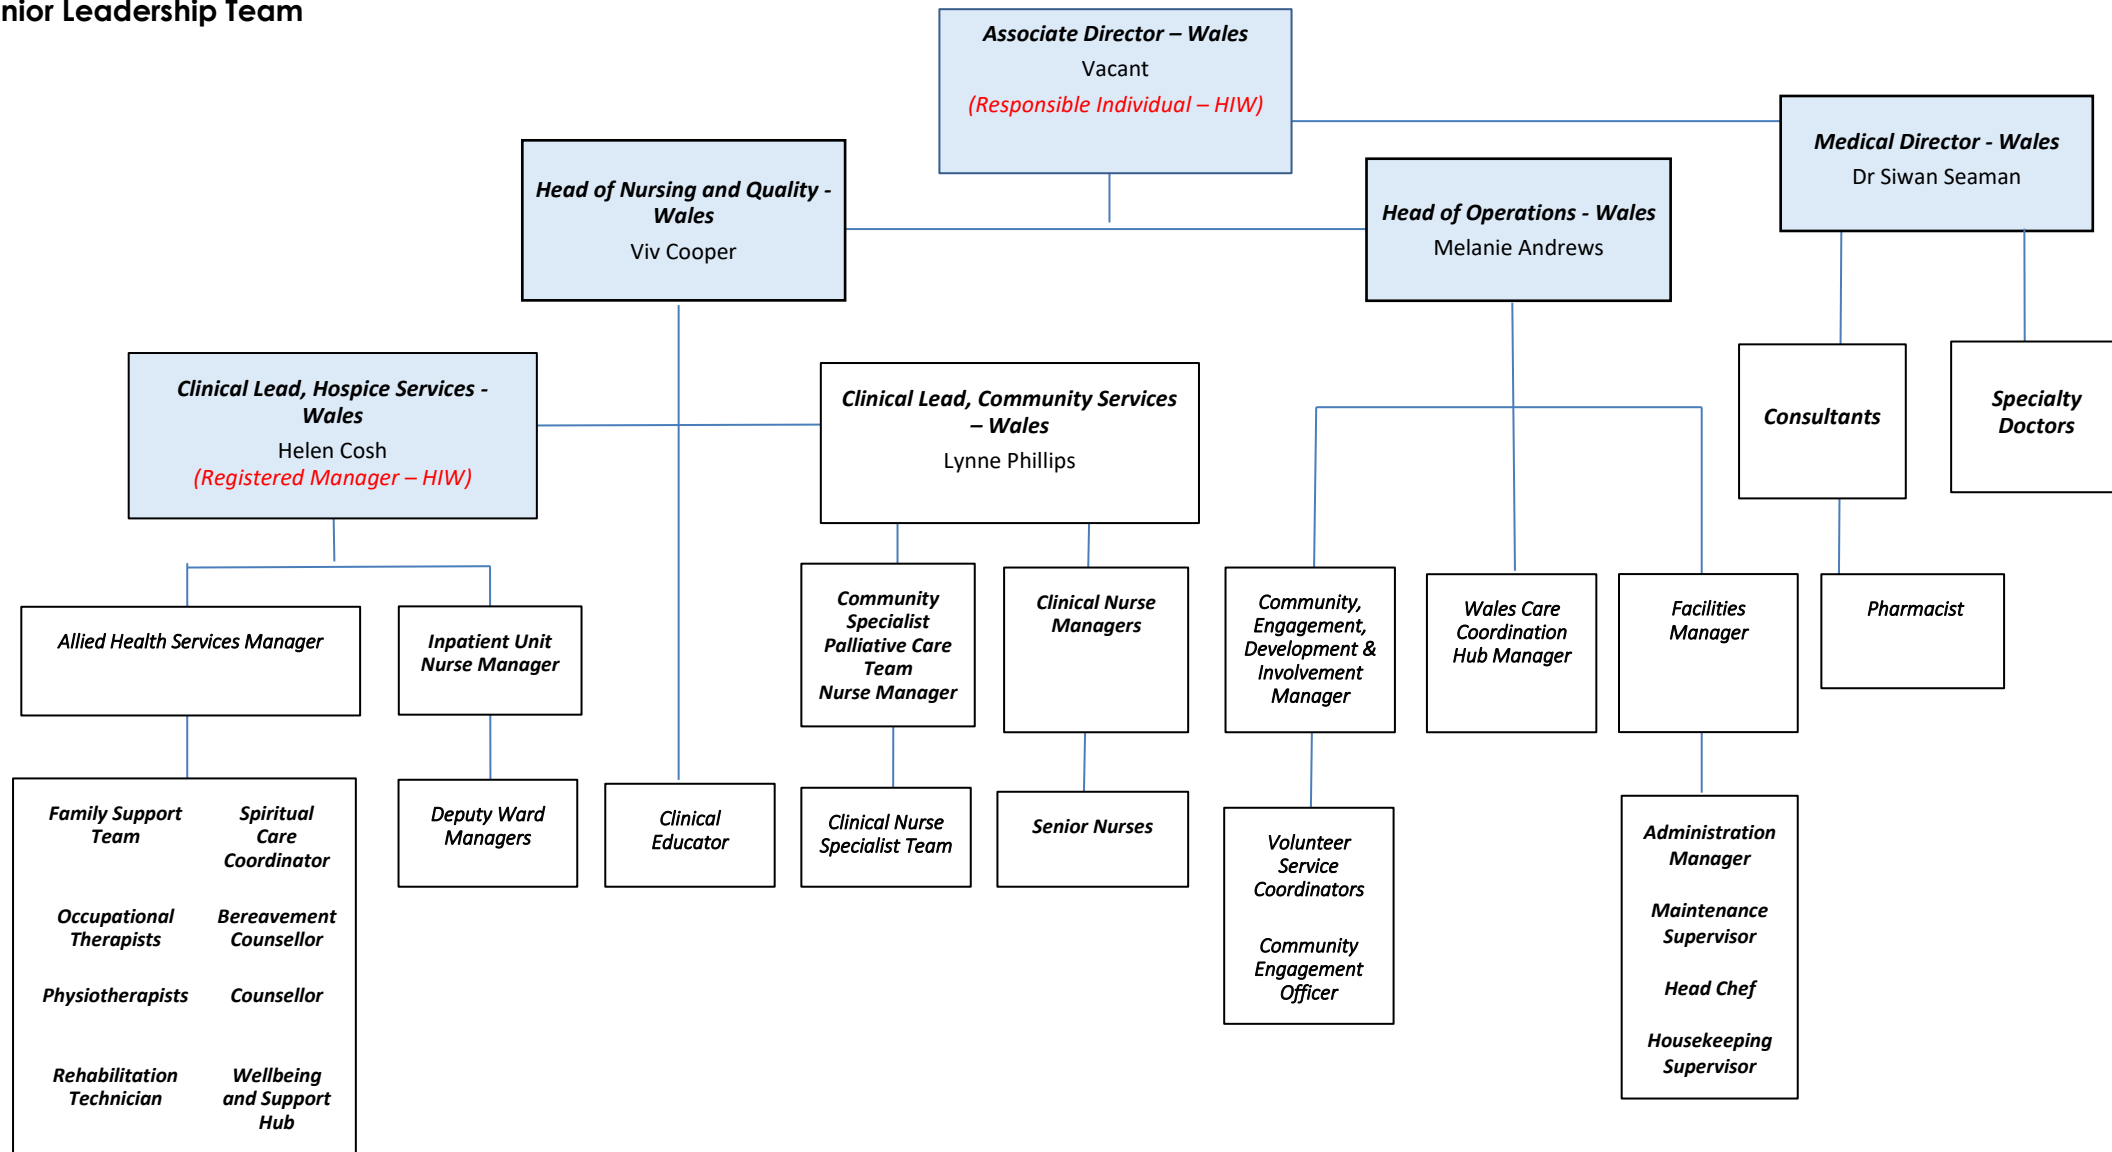 nior Leadership Team
Associate Director – Wales
Vacant
(Responsible Individual – HIW)
Medical Director - Wales
Dr Siwan Seaman
Head of Nursing and Quality -
Wales
Viv Cooper
Head of Operations - Wales
Melanie Andrews
Clinical Lead, Hospice Services -
Wales
Helen Cosh
(Registered Manager – HIW)
Clinical Lead, Community Services
– Wales
Lynne Phillips
Consultants
Specialty
Doctors
Allied Health Services Manager
Inpatient Unit
Nurse Manager
Community
Specialist
Palliative Care
Team
Nurse Manager
Clinical Nurse
Managers
Community,
Engagement,
Development &
Involvement
Manager
Wales Care
Coordination
Hub Manager
Facilities
Manager
Pharmacist
Family Support
Team
Spiritual
Care
Coordinator
Occupational
Therapists
Bereavement
Counsellor
Physiotherapists
Counsellor
Rehabilitation
Technician
Wellbeing
and Support
Hub
Deputy Ward
Managers
Clinical
Educator
Clinical Nurse
Specialist Team
Senior Nurses
Volunteer
Service
Coordinators
Community
Engagement
Officer
Administration
Manager
Maintenance
Supervisor
Head Chef
Housekeeping
Supervisor